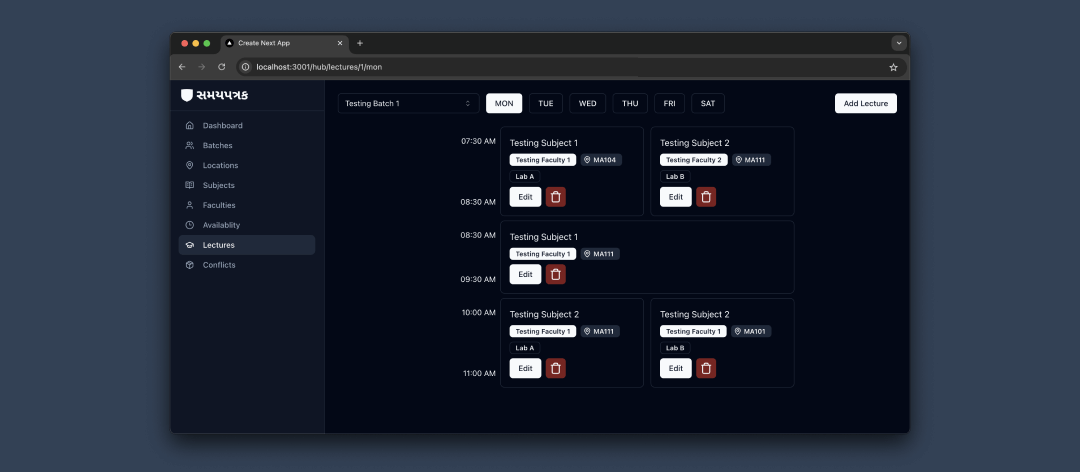 Create Next App
localhost:3001/hub/lectures/1/mon
સમયપત્રક
Dashboard
Batches
Locations
Subjects
Faculties
Availablity
Lectures
Conflicts
Testing Batch 1
MON TUE WED THU FRI SAT
Add Lecture
07:30 AM
08:30 AM
Testing Subject 1
Testing Faculty 1 MA104
Lab A
Edit
Testing Subject 2
Testing Faculty 2 MA111
Lab B
Edit
08:30 AM
09:30 AM
Testing Subject 1
Testing Faculty 1 MA111
Edit
10:00 AM
11:00 AM
Testing Subject 2
Testing Faculty 1 MA111
Lab A
Edit
Testing Subject 2
Testing Faculty 1 MA101
Lab B
Edit